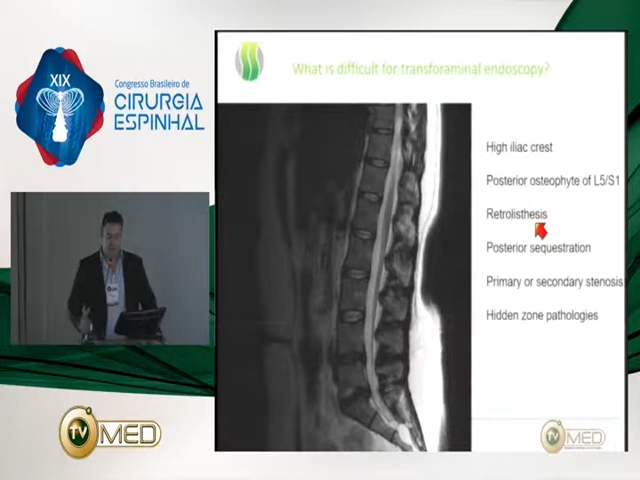 XIX
Congresso Brasileiro de
CIRURGIA
ESPINHAL
What is difficult for transforaminal endoscopy?
High iliac crest
Posterior osteophyte of L5/S1
Retrolisthesis
Posterior sequestration
Primary or secondary stenosis
Hidden zone pathologies
TV MED
TV MED